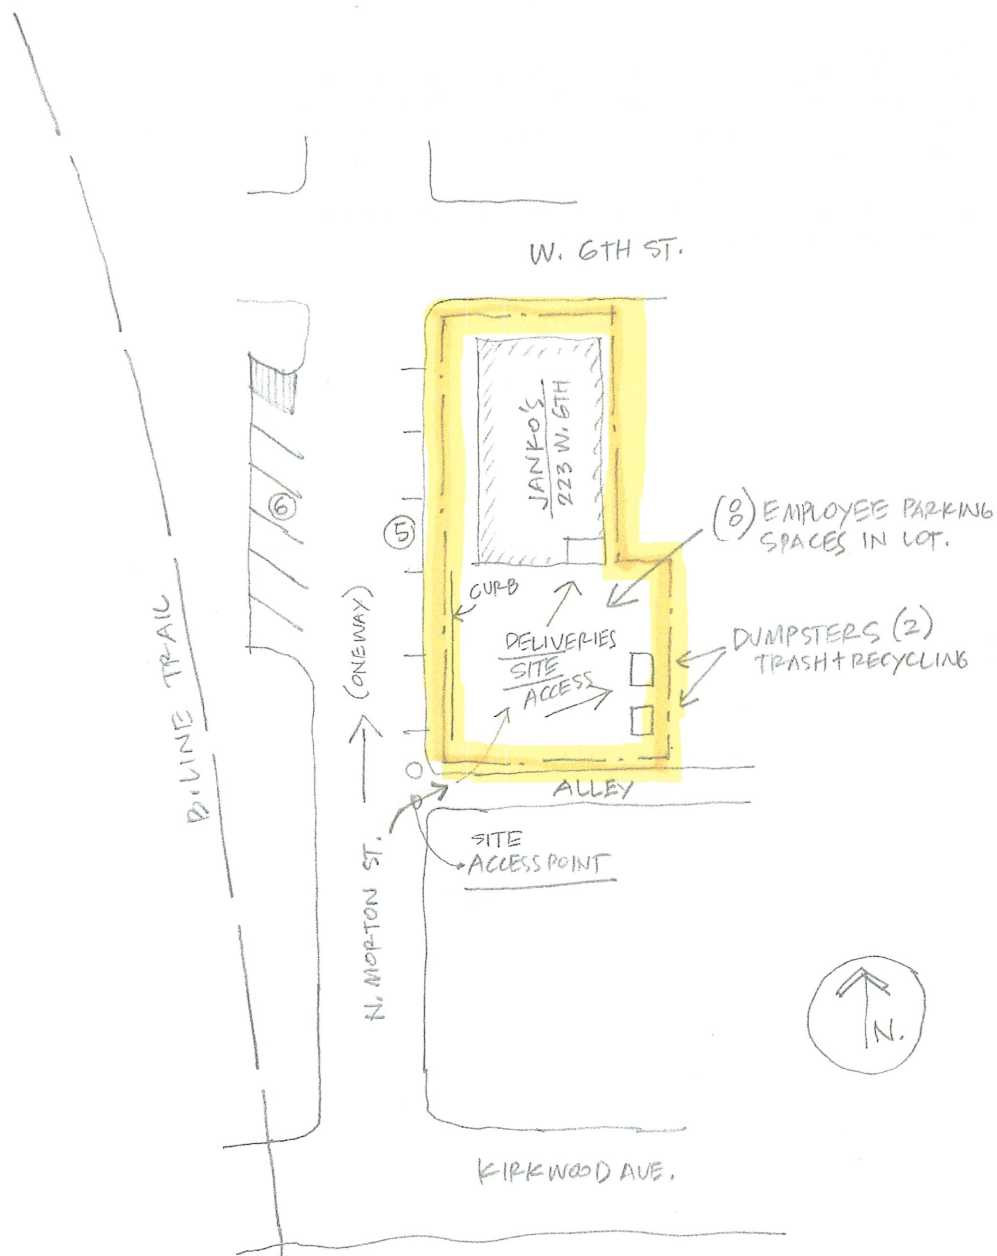 W. 6TH ST.
JANKO'S
223 W. 6TH
(8) EMPLOYEE PARKING
SPACES IN LOT.
6
5
CURB
(ONEWAY)
DELIVERIES
SITE
ACCESS
DUMPSTERS (2)
TRASH+RECYCLING
B-LINE TRAIL
ALLEY
SITE
ACCESS POINT
N. MORTON ST.
N.
KIRKWOOD AVE.